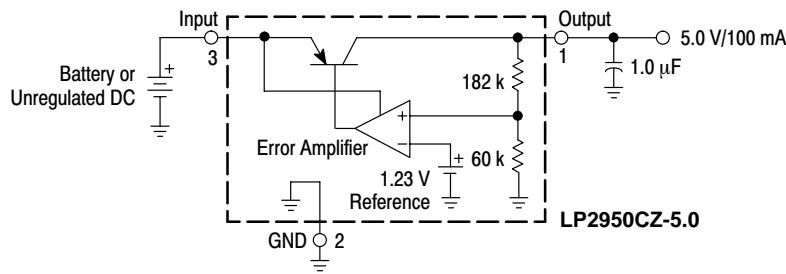 Input
3
Output
1
5.0 V/100 mA
Battery or
Unregulated DC
182 k
1.0 µF
+
+
Error Amplifier
−
+
60 k
1.23 V
Reference
LP2950CZ-5.0
GND
2